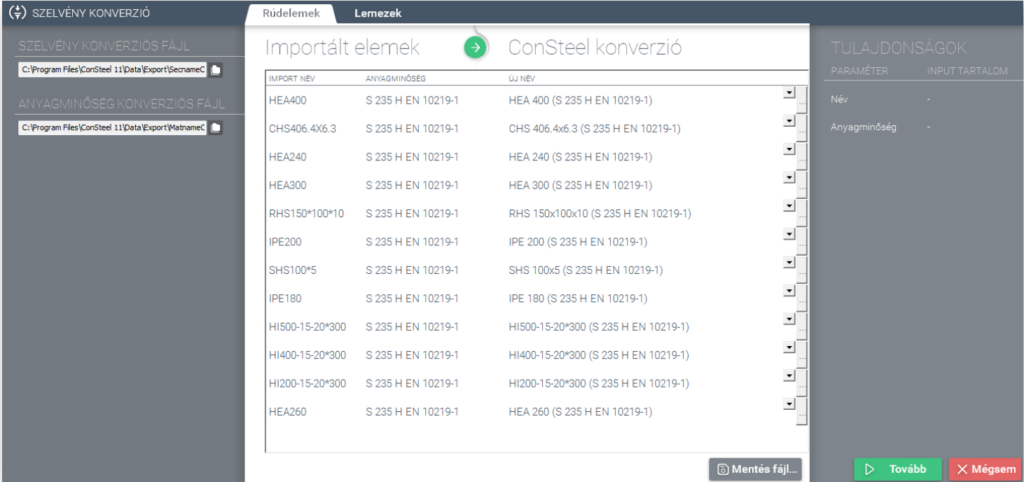 SZELVÉNY KONVERZIÓ
Rúdelemek Lemezek
SZELVÉNY KONVERZIÓS FÁJL
C:\Program Files\ConSteel 11\Data\Export\SecnameC
ANYAGMINŐSÉG KONVERZIÓS FÁJL
C:\Program Files\ConSteel 11\Data\Export\MatnameC
Importált elemek ConSteel konverzió
IMPORT NÉV ANYAGMINŐSÉG ÚJ NÉV
HEA400 S 235 H EN 10219-1 HEA 400 (S 235 H EN 10219-1)
CHS406.4X6.3 S 235 H EN 10219-1 CHS 406.4x6.3 (S 235 H EN 10219-1)
HEA240 S 235 H EN 10219-1 HEA 240 (S 235 H EN 10219-1)
HEA300 S 235 H EN 10219-1 HEA 300 (S 235 H EN 10219-1)
RHS150*100*10 S 235 H EN 10219-1 RHS 150x100x10 (S 235 H EN 10219-1)
IPE200 S 235 H EN 10219-1 IPE 200 (S 235 H EN 10219-1)
SHS100*5 S 235 H EN 10219-1 SHS 100x5 (S 235 H EN 10219-1)
IPE180 S 235 H EN 10219-1 IPE 180 (S 235 H EN 10219-1)
HI500-15-20*300 S 235 H EN 10219-1 HI500-15-20*300 (S 235 H EN 10219-1)
HI400-15-20*300 S 235 H EN 10219-1 HI400-15-20*300 (S 235 H EN 10219-1)
HI200-15-20*300 S 235 H EN 10219-1 HI200-15-20*300 (S 235 H EN 10219-1)
HEA260 S 235 H EN 10219-1 HEA 260 (S 235 H EN 10219-1)
TULAJDONSÁGOK
PARAMÉTER INPUT TARTALOM
Név -
Anyagminőség -
Mentés fájl... Tovább Mégsem